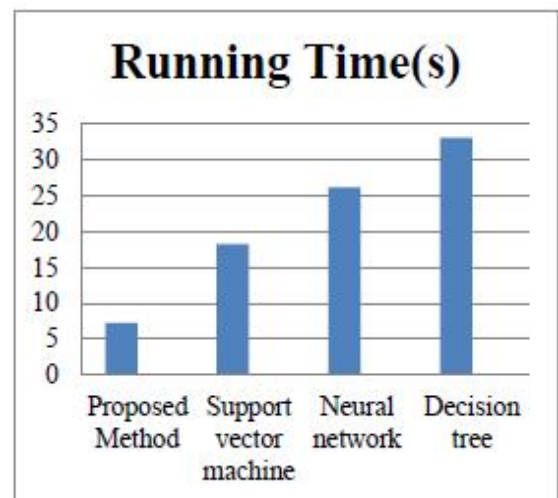 Running Time(s)
35
30
25
20
15
10
5
0
Proposed Method
Support vector machine
Neural network
Decision tree